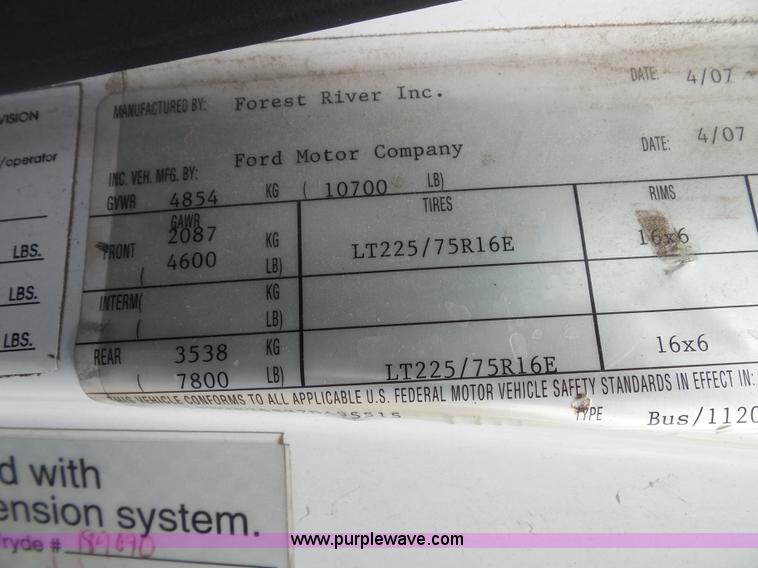 VISION
/operator
LBS.
LBS.
LBS.
MANUFACTURED BY: Forest River Inc. DATE: 4/07
INC. VEH. MFG. BY: Ford Motor Company DATE: 4/07
GVWR 4854 KG ( 10700 LB)
GAWR TIRES RIMS
FRONT 2087 KG LT225/75R16E 16x6
( 4600 LB)
INTERM( KG
( LB)
REAR 3538 KG LT225/75R16E 16x6
( 7800 LB)
THIS VEHICLE CONFORMS TO ALL APPLICABLE U.S. FEDERAL MOTOR VEHICLE SAFETY STANDARDS IN EFFECT IN:
TYPE Bus/1120
d with
ension system.
lryde #
www.purplewave.com